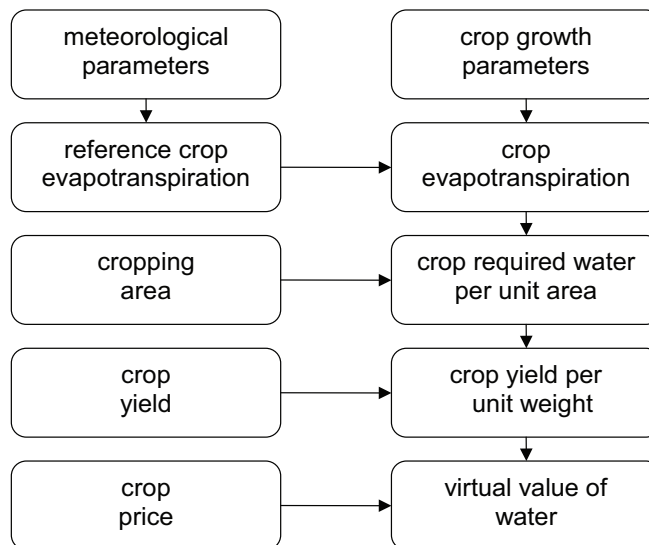 meteorological
parameters
crop growth
parameters
reference crop
evapotranspiration
crop
evapotranspiration
cropping
area
crop required water
per unit area
crop
yield
crop yield per
unit weight
crop
price
virtual value of
water